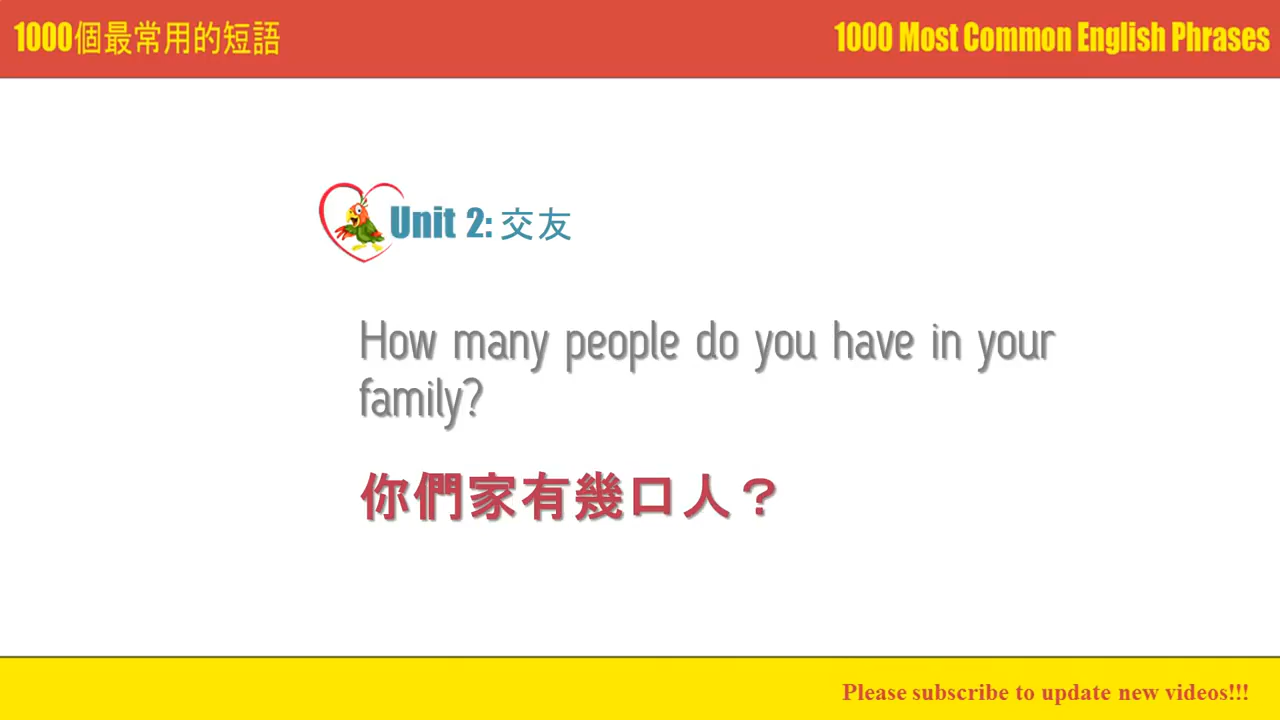 1000個最常用的短語
1000 Most Common English Phrases
Unit 2: 交友
How many people do you have in your
family?
你們家有幾口人？
Please subscribe to update new videos!!!